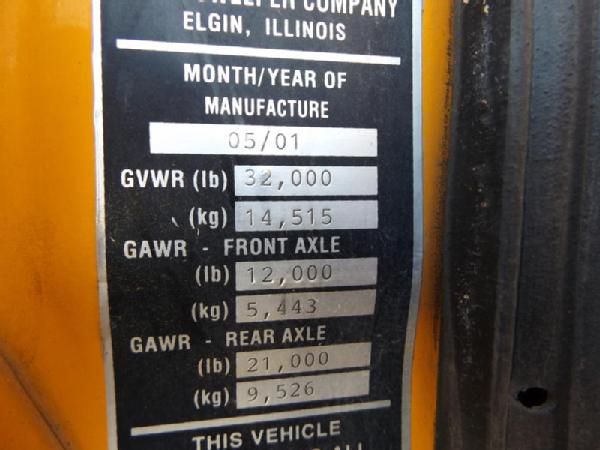 COMPANY
ELGIN, ILLINOIS
MONTH/YEAR OF
MANUFACTURE
05/01
GVWR (lb) 32,000
(kg) 14,515
GAWR - FRONT AXLE
(lb) 12,000
(kg) 5,443
GAWR - REAR AXLE
(lb) 21,000
(kg) 9,526
THIS VEHICLE